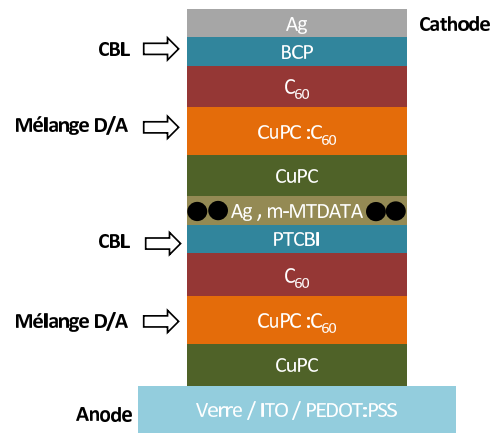 Ag
Cathode
CBL
BCP
C60
Mélange D/A
CuPC :C60
CuPC
Ag , m-MTDATA
CBL
PTCBI
C60
Mélange D/A
CuPC :C60
CuPC
Anode
Verre / ITO / PEDOT:PSS